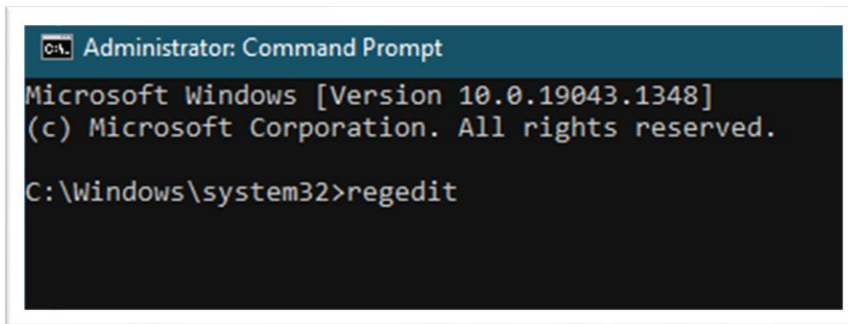 Administrator: Command Prompt
Microsoft Windows [Version 10.0.19043.1348]
(c) Microsoft Corporation. All rights reserved.
C:\Windows\system32>regedit